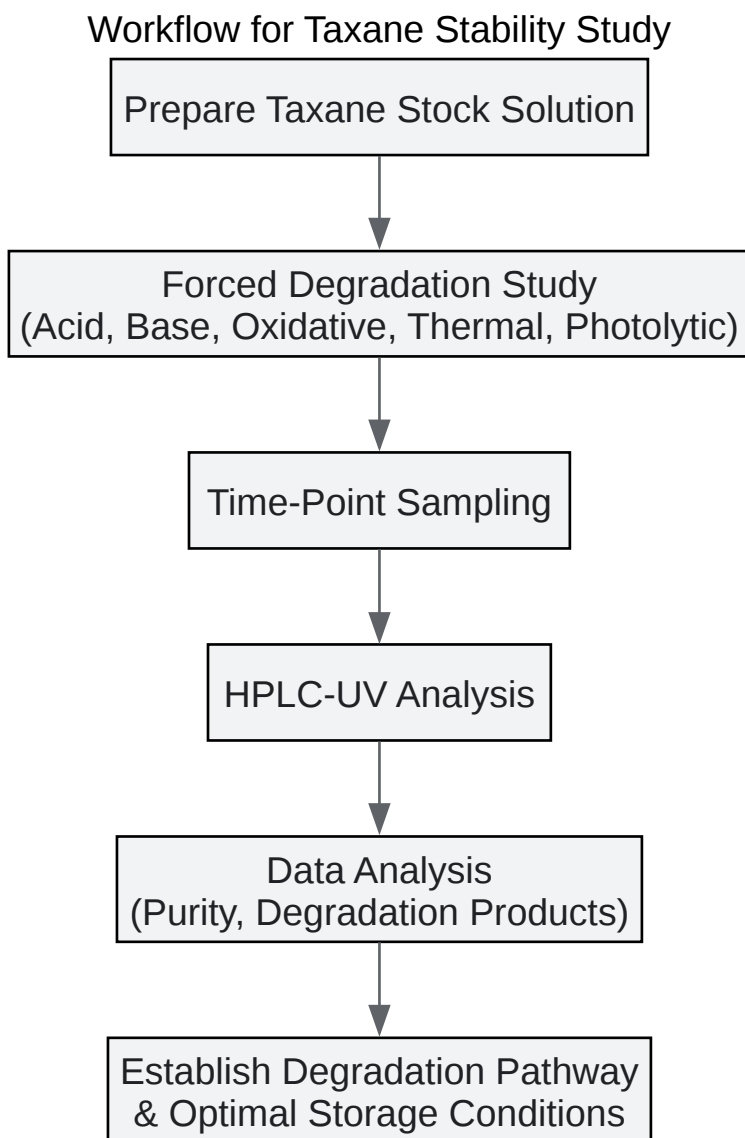 Workflow for Taxane Stability Study
Prepare Taxane Stock Solution
Forced Degradation Study
(Acid, Base, Oxidative, Thermal, Photolytic)
Time-Point Sampling
HPLC-UV Analysis
Data Analysis
(Purity, Degradation Products)
Establish Degradation Pathway
& Optimal Storage Conditions